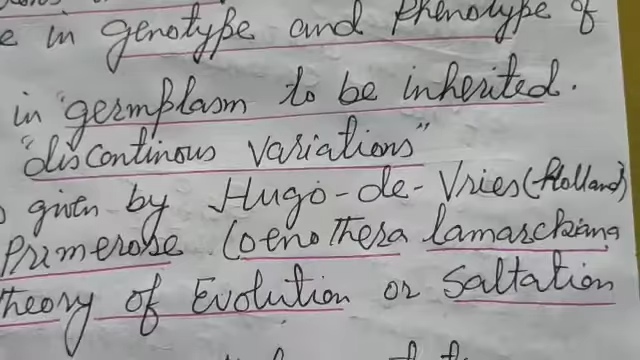 e in genotype and Phenotype of
in germplasm to be inherited.
"discontinous variations"
given by Hugo-de-Vries (Holland)
Primerose (oenothera lamarckiana
theory of Evolution or Saltation